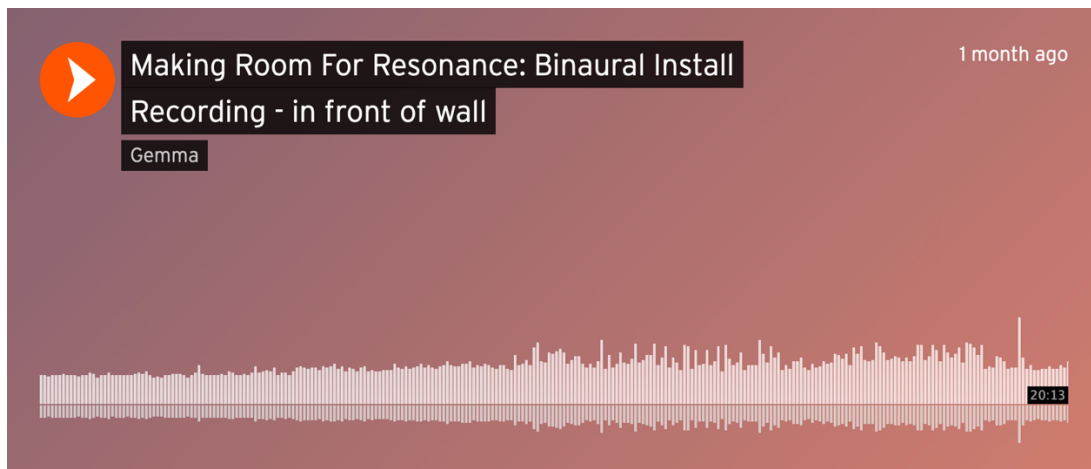 Making Room For Resonance: Binaural Install
Recording - in front of wall
Gemma
1 month ago
20:13